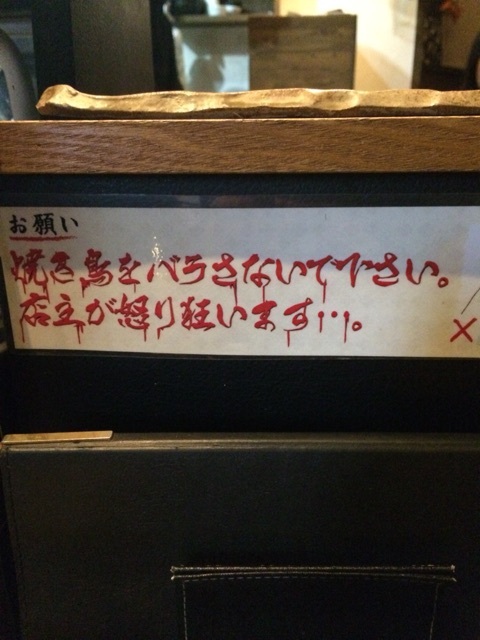 お願い
焼き鳥をバラさないで下さい。
店主が怒り狂います…。
×